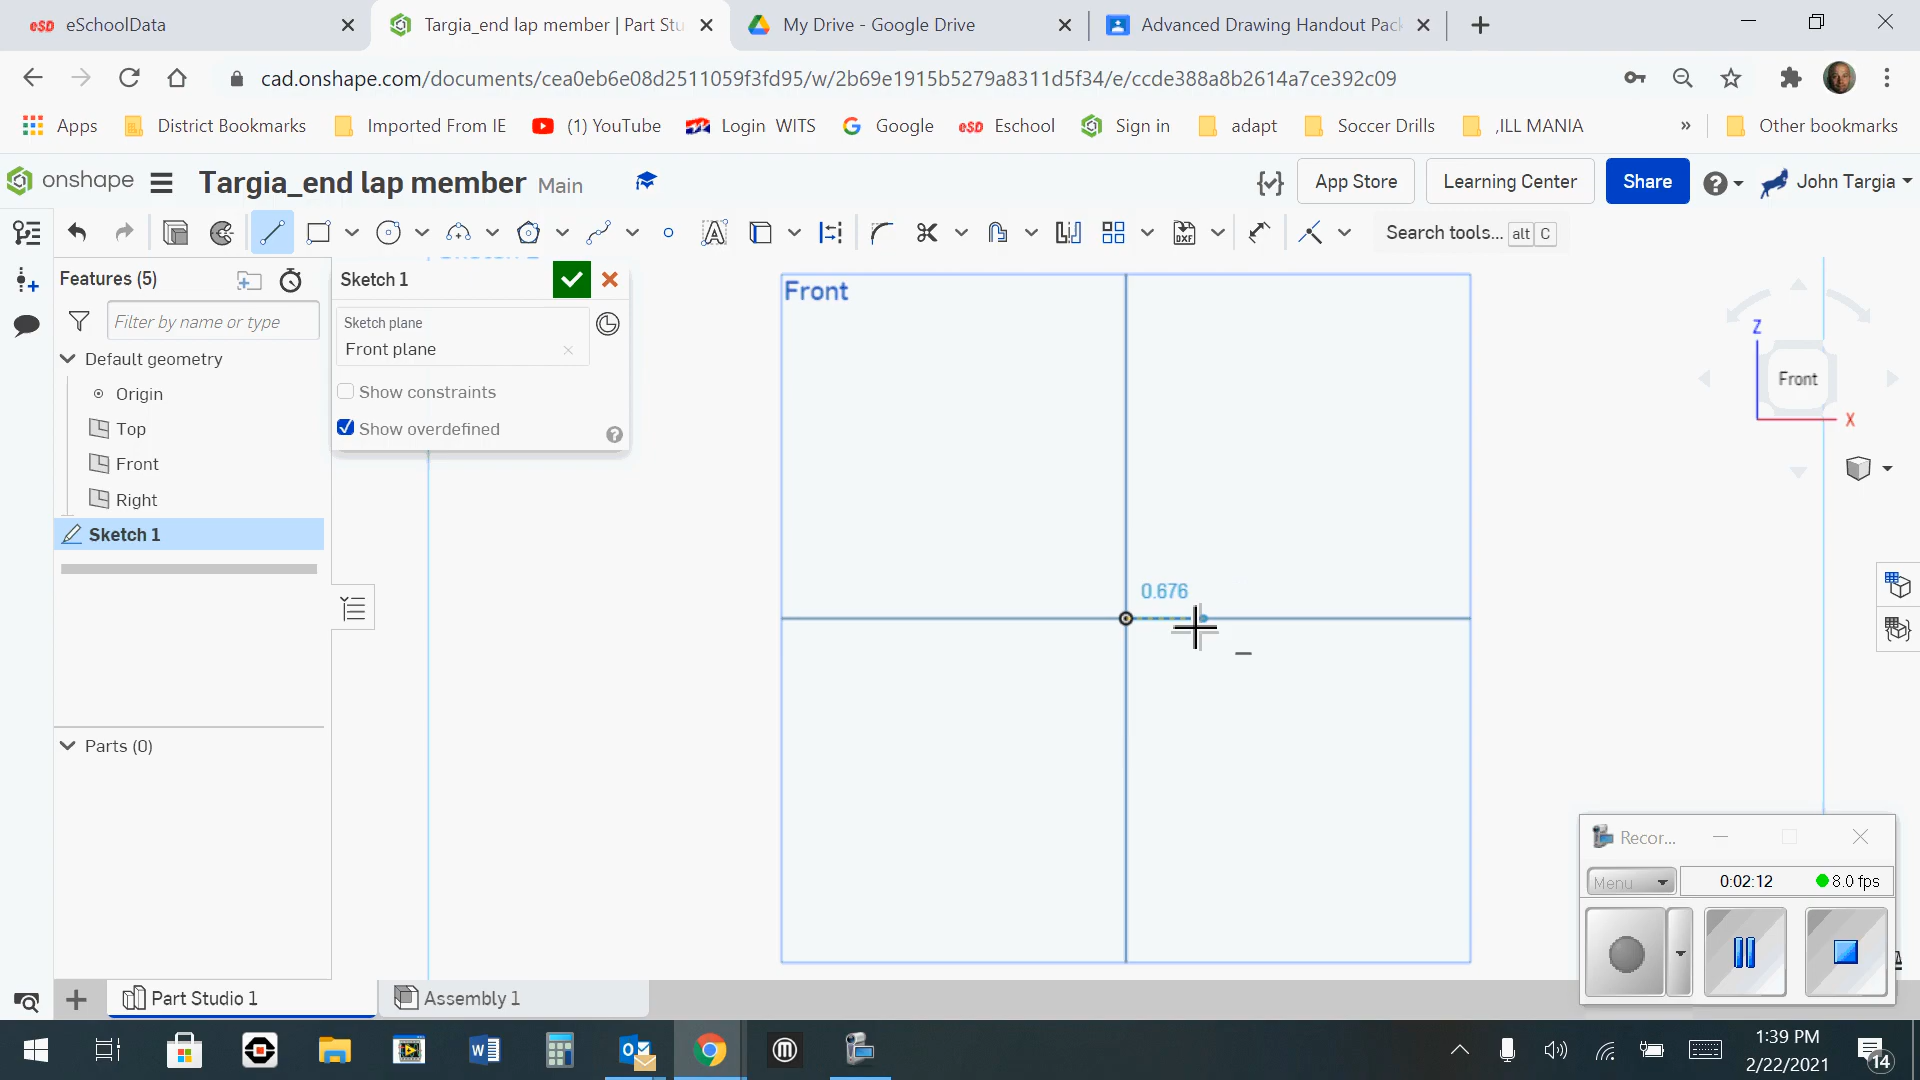 eSD eSchoolData
Targia_end lap member | Part Stu
My Drive - Google Drive
Advanced Drawing Handout Pack
cad.onshape.com/documents/cea0eb6e08d2511059f3fd95/w/2b69e1915b5279a8311d5f34/e/ccde388a8b2614a7ce392c09
Apps District Bookmarks Imported From IE (1) YouTube Login WITS Google eSD Eschool Sign in adapt Soccer Drills ,ILL MANIA » Other bookmarks
onshape Targia_end lap member Main App Store Learning Center Share John Targia
Search tools... alt C
Features (5)
Filter by name or type
Default geometry
Origin
Top
Front
Right
Sketch 1
Parts (0)
Sketch 1
Sketch plane
Front plane
Show constraints
Show overdefined
Front
0.676
Z
Front
X
Recor...
Menu 0:02:12 8.0 fps
Part Studio 1 Assembly 1
1:39 PM
2/22/2021
14